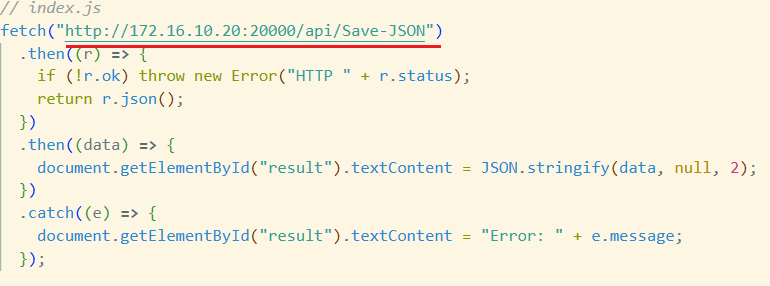 // index.js
fetch("http://172.16.10.20:20000/api/Save-JSON")
  .then((r) => {
    if (!r.ok) throw new Error("HTTP " + r.status);
    return r.json();
  })
  .then((data) => {
    document.getElementById("result").textContent = JSON.stringify(data, null, 2);
  })
  .catch((e) => {
    document.getElementById("result").textContent = "Error: " + e.message;
  });